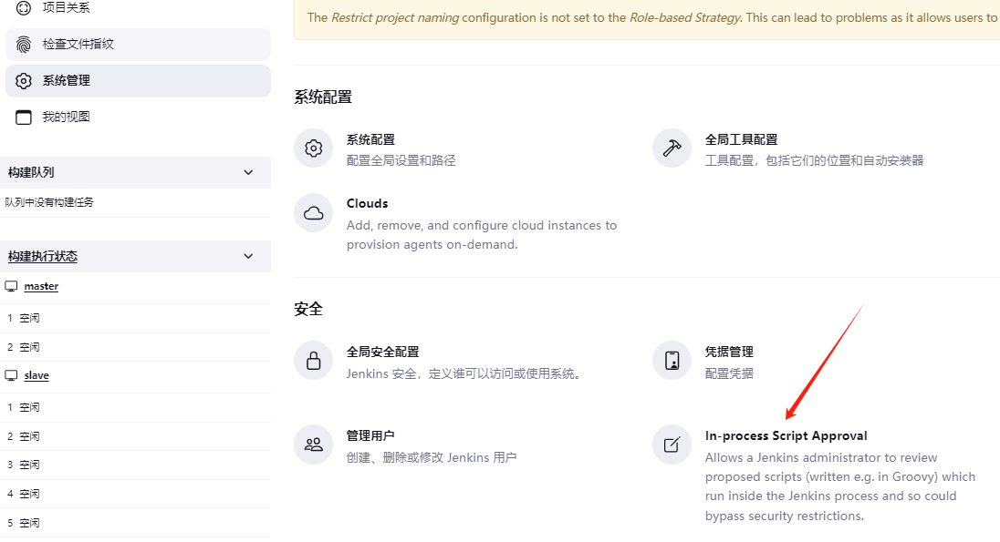 项目关系
检查文件指纹
系统管理
我的视图
构建队列
队列中没有构建任务
构建执行状态
master
1 空闲
2 空闲
slave
1 空闲
2 空闲
3 空闲
4 空闲
5 空闲
The Restrict project naming configuration is not set to the Role-based Strategy. This can lead to problems as it allows users to
系统配置
系统配置
配置全局设置和路径
全局工具配置
工具配置，包括它们的位置和自动安装器
Clouds
Add, remove, and configure cloud instances to
provision agents on-demand.
安全
全局安全配置
Jenkins 安全，定义谁可以访问或使用系统。
凭据管理
配置凭据
管理用户
创建、删除或修改 Jenkins 用户
In-process Script Approval
Allows a Jenkins administrator to review
proposed scripts (written e.g. in Groovy) which
run inside the Jenkins process and so could
bypass security restrictions.